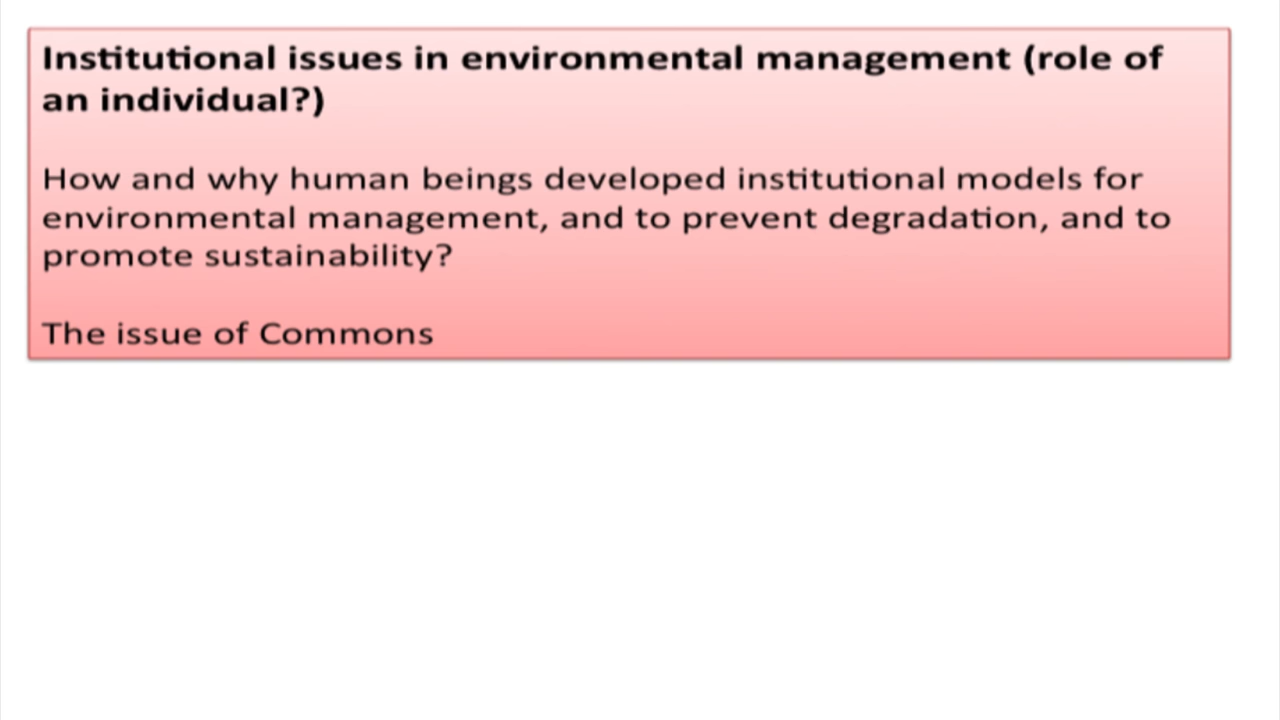 Institutional issues in environmental management (role of
an individual?)
How and why human beings developed institutional models for
environmental management, and to prevent degradation, and to
promote sustainability?
The issue of Commons